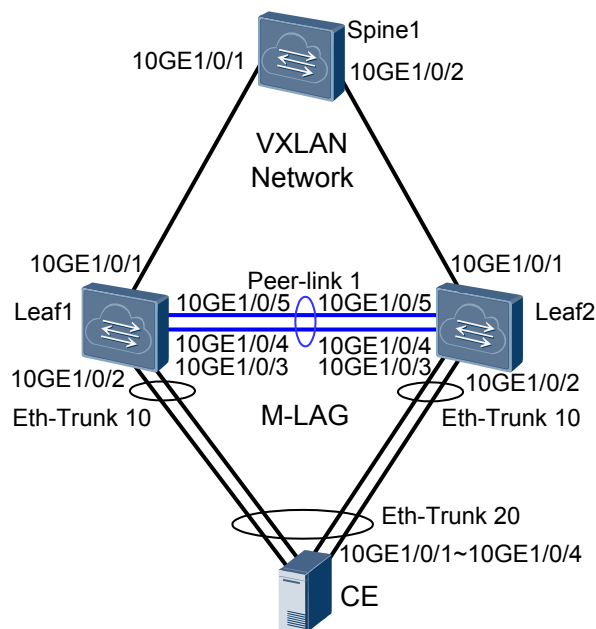 Spine1
10GE1/0/1
10GE1/0/2
VXLAN
Network
10GE1/0/1
10GE1/0/1
Peer-link 1
Leaf1
10GE1/0/5
10GE1/0/5
Leaf2
10GE1/0/4
10GE1/0/4
10GE1/0/3
10GE1/0/3
10GE1/0/2
10GE1/0/2
Eth-Trunk 10
M-LAG
Eth-Trunk 10
Eth-Trunk 20
10GE1/0/1~10GE1/0/4
CE